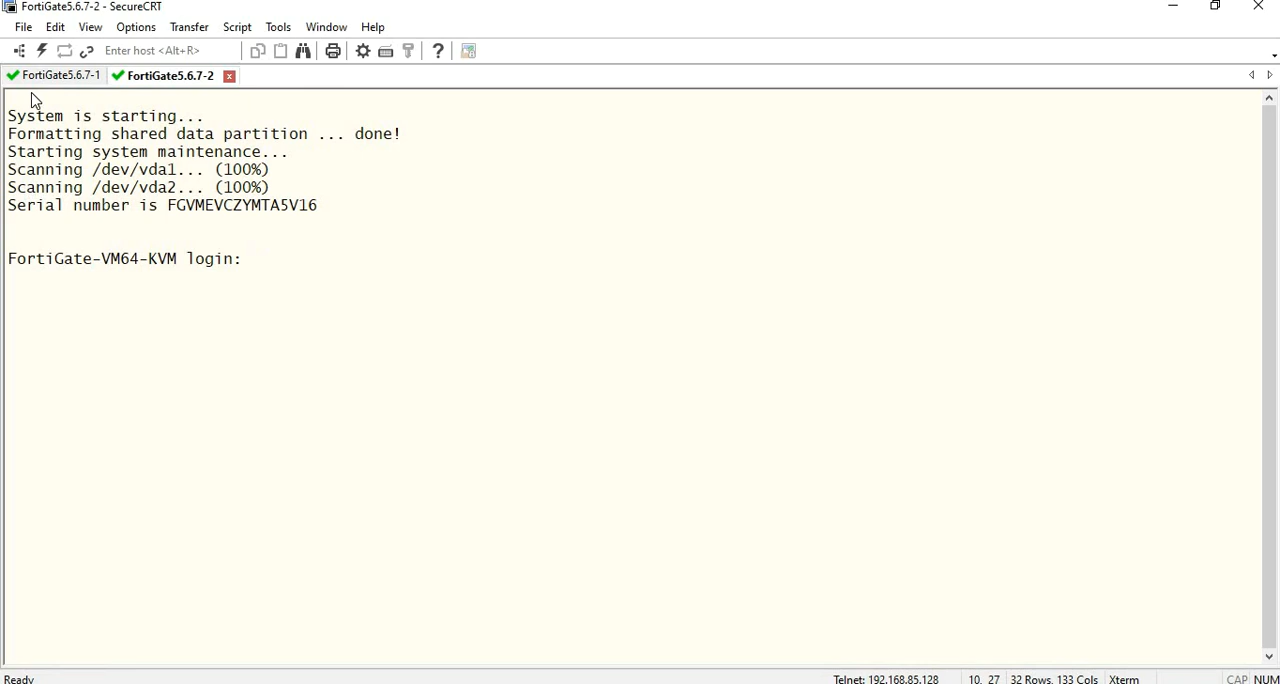 FortiGate5.6.7-2 - SecureCRT
File Edit View Options Transfer Script Tools Window Help
Enter host <Alt+R>
FortiGate5.6.7-1 FortiGate5.6.7-2
System is starting...
Formatting shared data partition ... done!
Starting system maintenance...
Scanning /dev/vda1... (100%)
Scanning /dev/vda2... (100%)
Serial number is FGVMEVCZYMTA5V16
FortiGate-VM64-KVM login:
Ready Telnet: 192.168.85.128 10, 27 32 Rows, 133 Cols Xterm CAP NUM